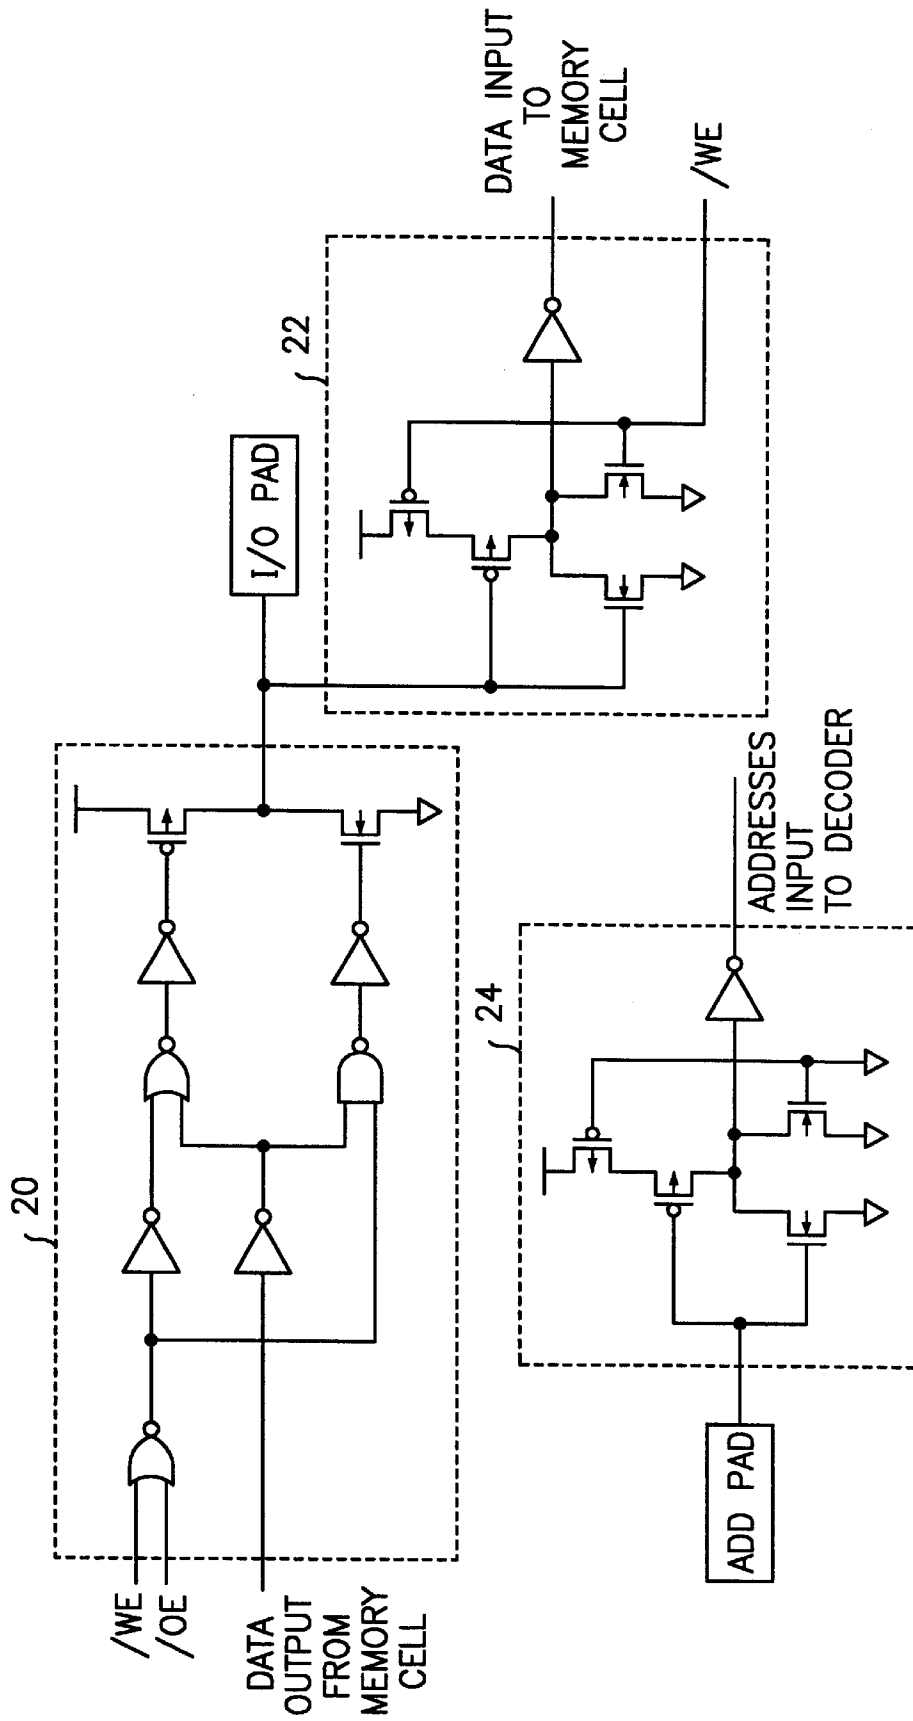 20
/WE
/OE
DATA
OUTPUT
FROM
MEMORY
CELL
I/O PAD
22
DATA INPUT
TO
MEMORY
CELL
/WE
24
ADD PAD
ADDRESSES
INPUT
TO DECODER